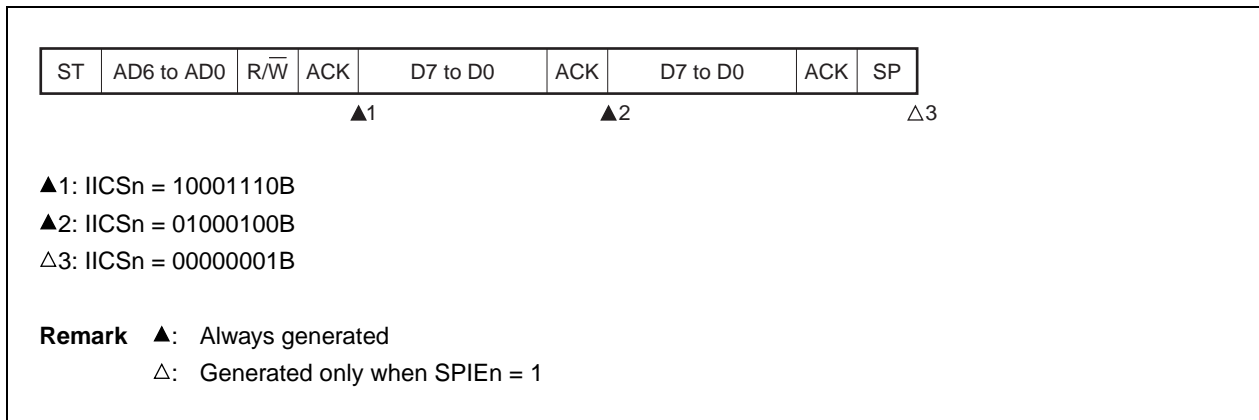 ST AD6 to AD0 R/W̅ ACK D7 to D0 ACK D7 to D0 ACK SP
▲1 ▲2 △3
▲1: IICSn = 10001110B
▲2: IICSn = 01000100B
△3: IICSn = 00000001B
Remark ▲: Always generated
△: Generated only when SPIEn = 1